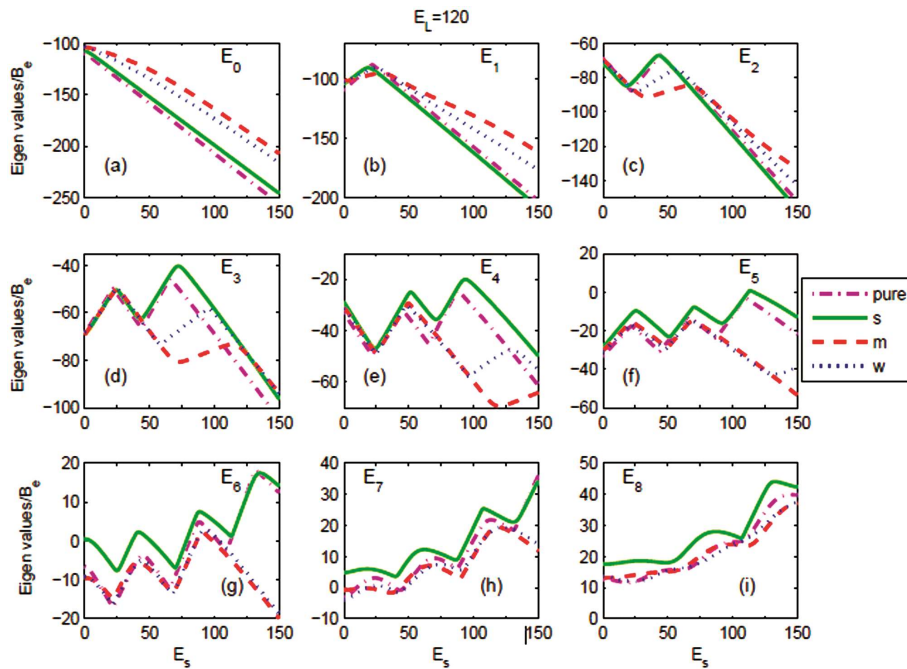 E_L=120
Eigen values/B_e
−100
−150
−200
−250
0 50 100 150
E_0
(a)
−100
−150
−200
0 50 100 150
E_1
(b)
−60
−80
−100
−120
−140
0 50 100 150
E_2
(c)
Eigen values/B_e
−40
−60
−80
−100
0 50 100 150
E_3
(d)
−20
−40
−60
0 50 100 150
E_4
(e)
20
0
−20
−40
−60
0 50 100 150
E_5
(f)
pure
s
m
w
Eigen values/B_e
20
10
0
−10
−20
0 50 100 150
E_6
(g)
E_s
40
30
20
10
0
−10
0 50 100 150
E_7
(h)
E_s
50
40
30
20
10
0
0 50 100 150
E_8
(i)
E_s